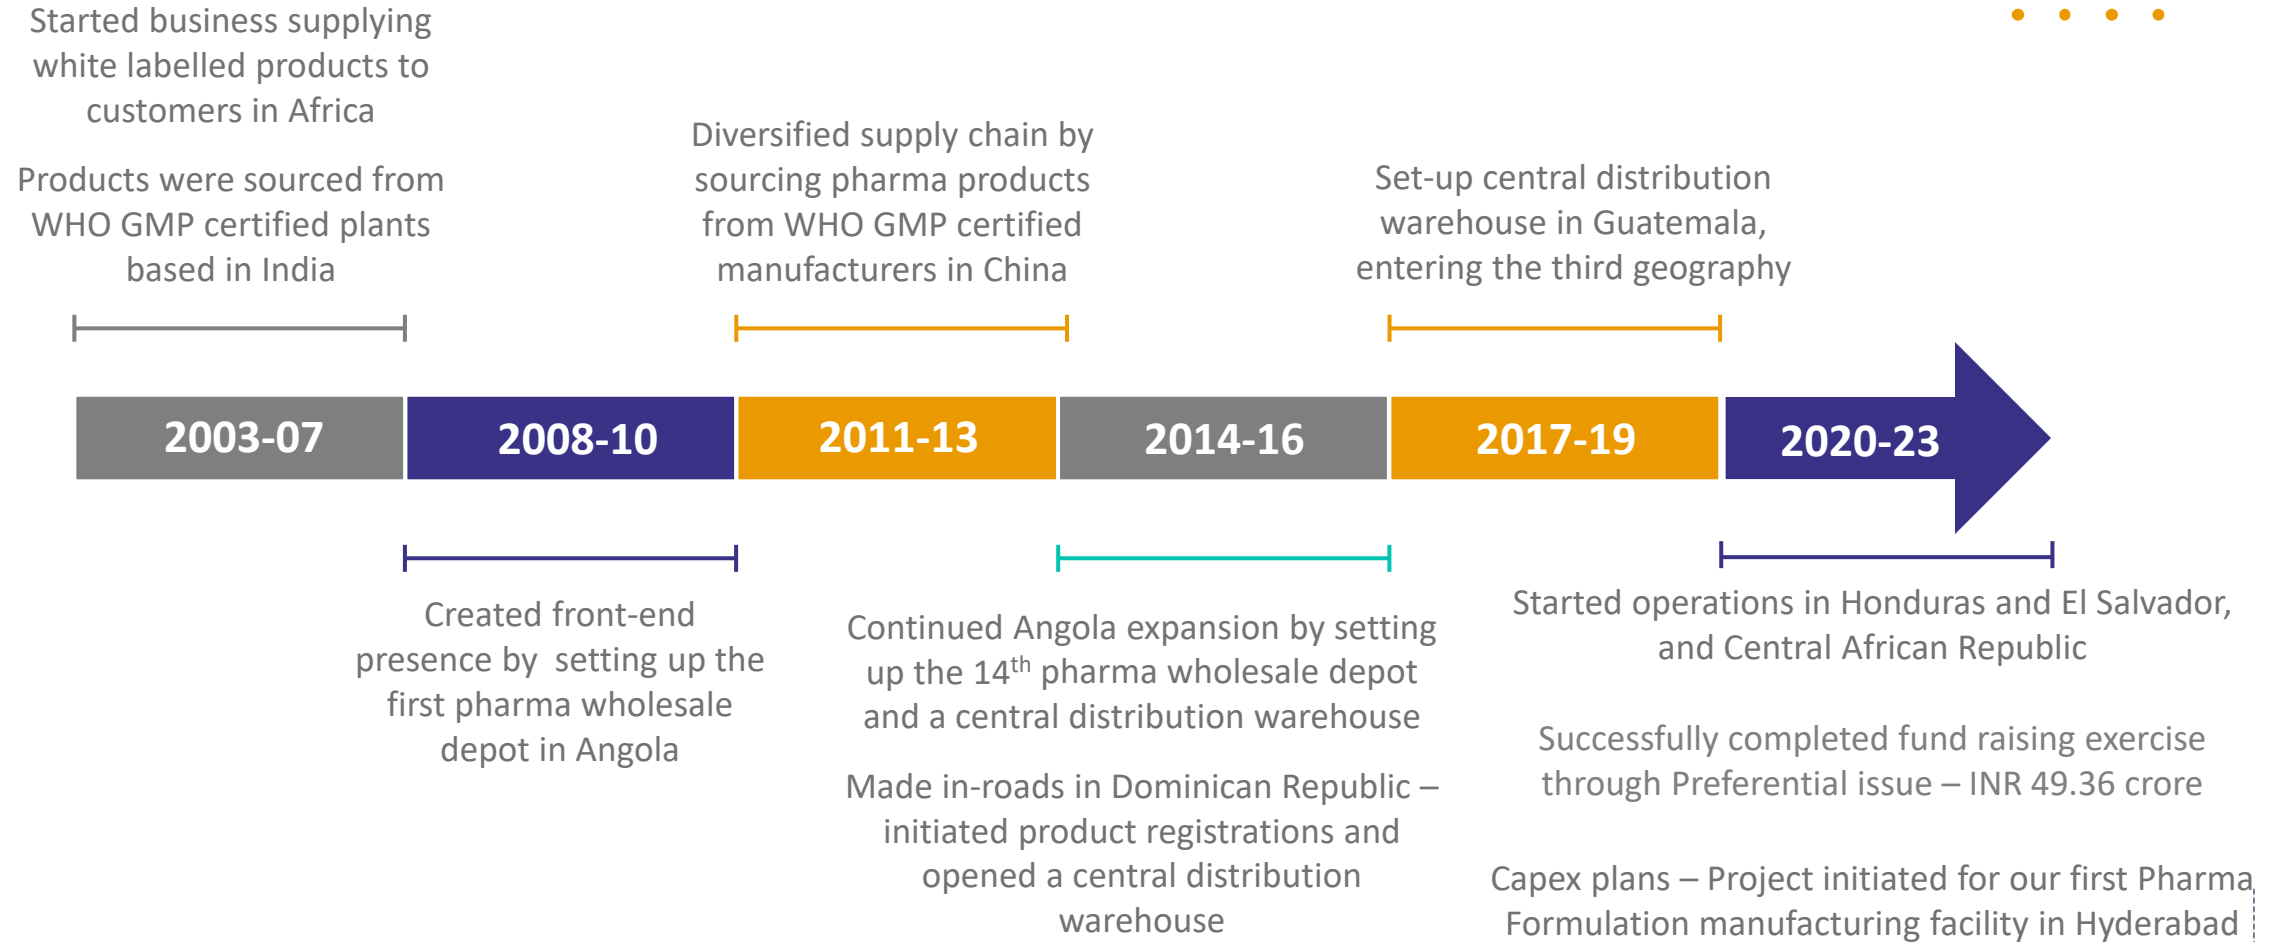 Started business supplying
white labelled products to
customers in Africa
Products were sourced from
WHO GMP certified plants
based in India
Diversified supply chain by
sourcing pharma products
from WHO GMP certified
manufacturers in China
Set-up central distribution
warehouse in Guatemala,
entering the third geography
2003-07
2008-10
2011-13
2014-16
2017-19
2020-23
Created front-end
presence by  setting up the
first pharma wholesale
depot in Angola
Continued Angola expansion by setting
up the 14th pharma wholesale depot
and a central distribution warehouse
Made in-roads in Dominican Republic –
initiated product registrations and
opened a central distribution
warehouse
Started operations in Honduras and El Salvador,
and Central African Republic
Successfully completed fund raising exercise
through Preferential issue – INR 49.36 crore
Capex plans – Project initiated for our first Pharma
Formulation manufacturing facility in Hyderabad